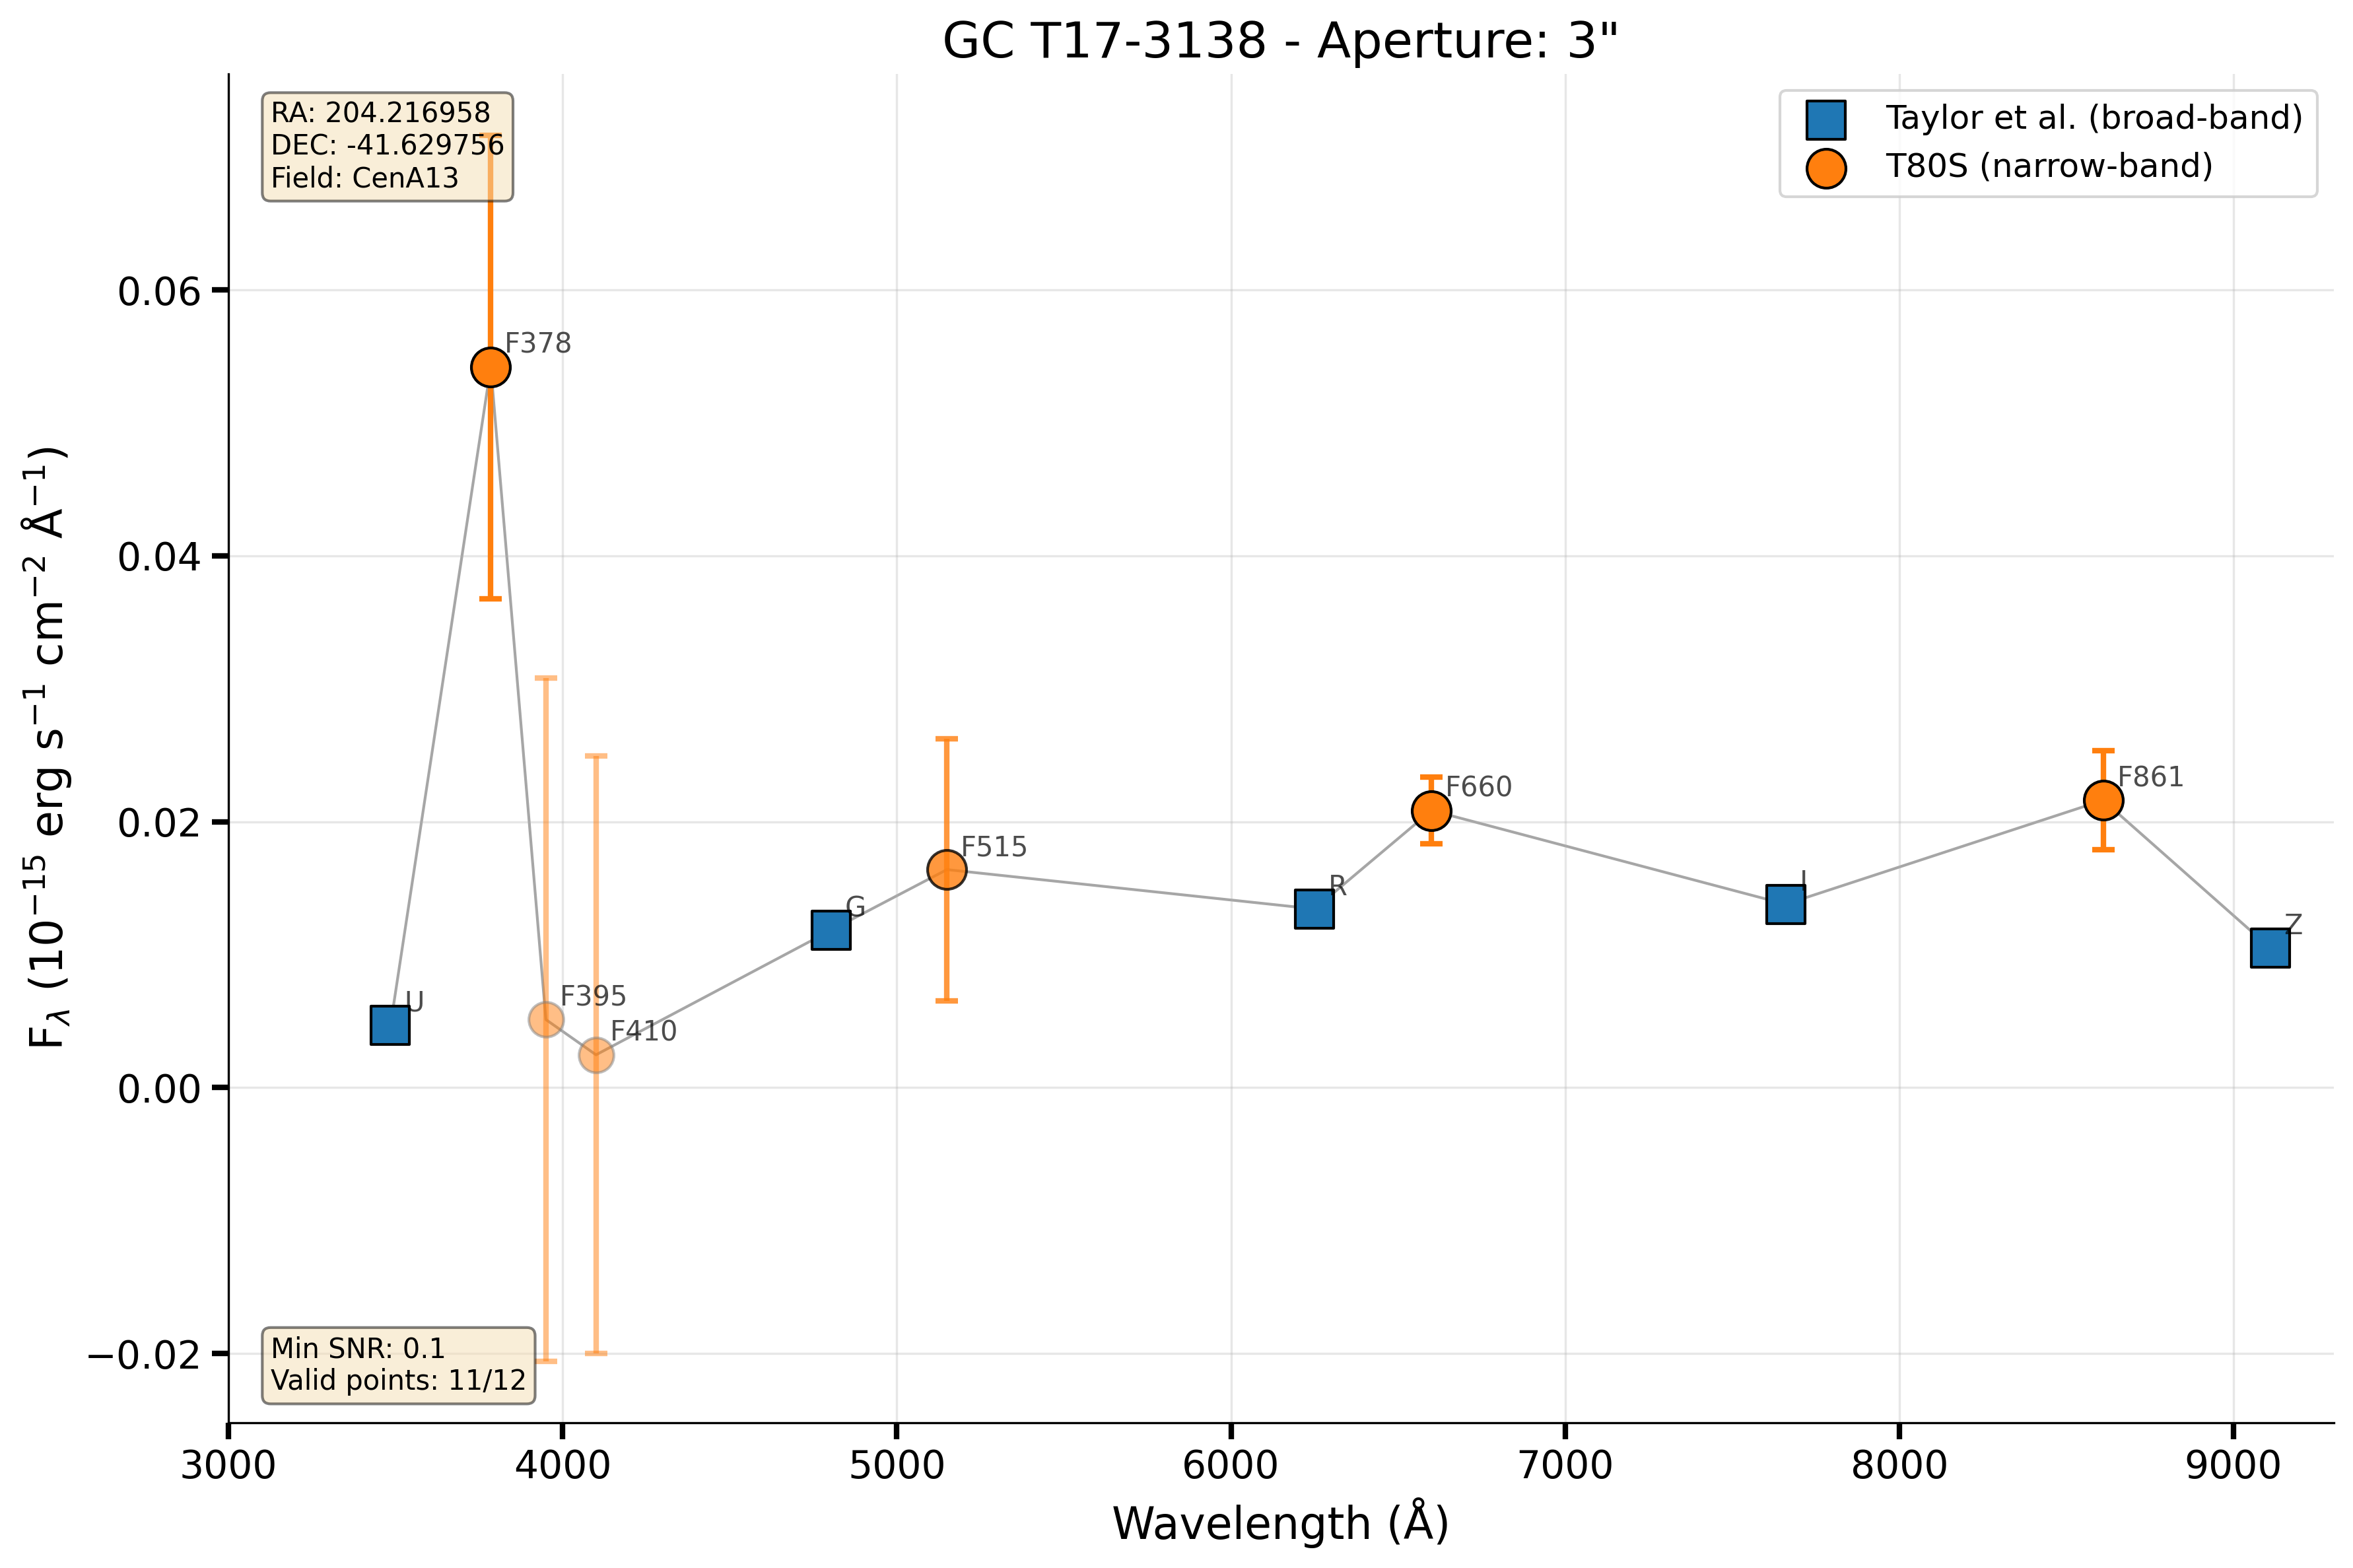 GC T17-3138 - Aperture: 3"
RA: 204.216958
DEC: -41.629756
Field: CenA13
Taylor et al. (broad-band)
T80S (narrow-band)
F378
F395
F410
F515
F660
F861
U
G
R
I
Z
0.06
0.04
0.02
0.00
−0.02
F_λ (10⁻¹⁵ erg s⁻¹ cm⁻² Å⁻¹)
Min SNR: 0.1
Valid points: 11/12
3000 4000 5000 6000 7000 8000 9000
Wavelength (Å)